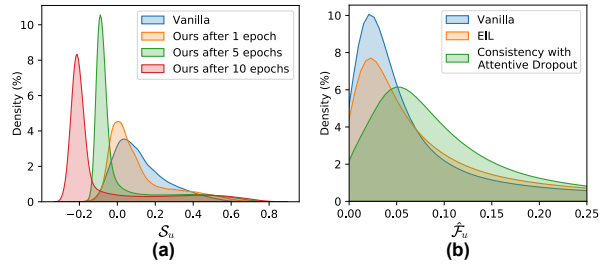 Density (%)
10
8
6
4
2
0
Vanilla
Ours after 1 epoch
Ours after 5 epochs
Ours after 10 epochs
−0.2 0.0 0.2 0.4 0.6 0.8
𝒮ᵤ
(a)
Density (%)
10
8
6
4
2
0
Vanilla
EIL
Consistency with
Attentive Dropout
0.00 0.05 0.10 0.15 0.20 0.25
ℱ̂ᵤ
(b)